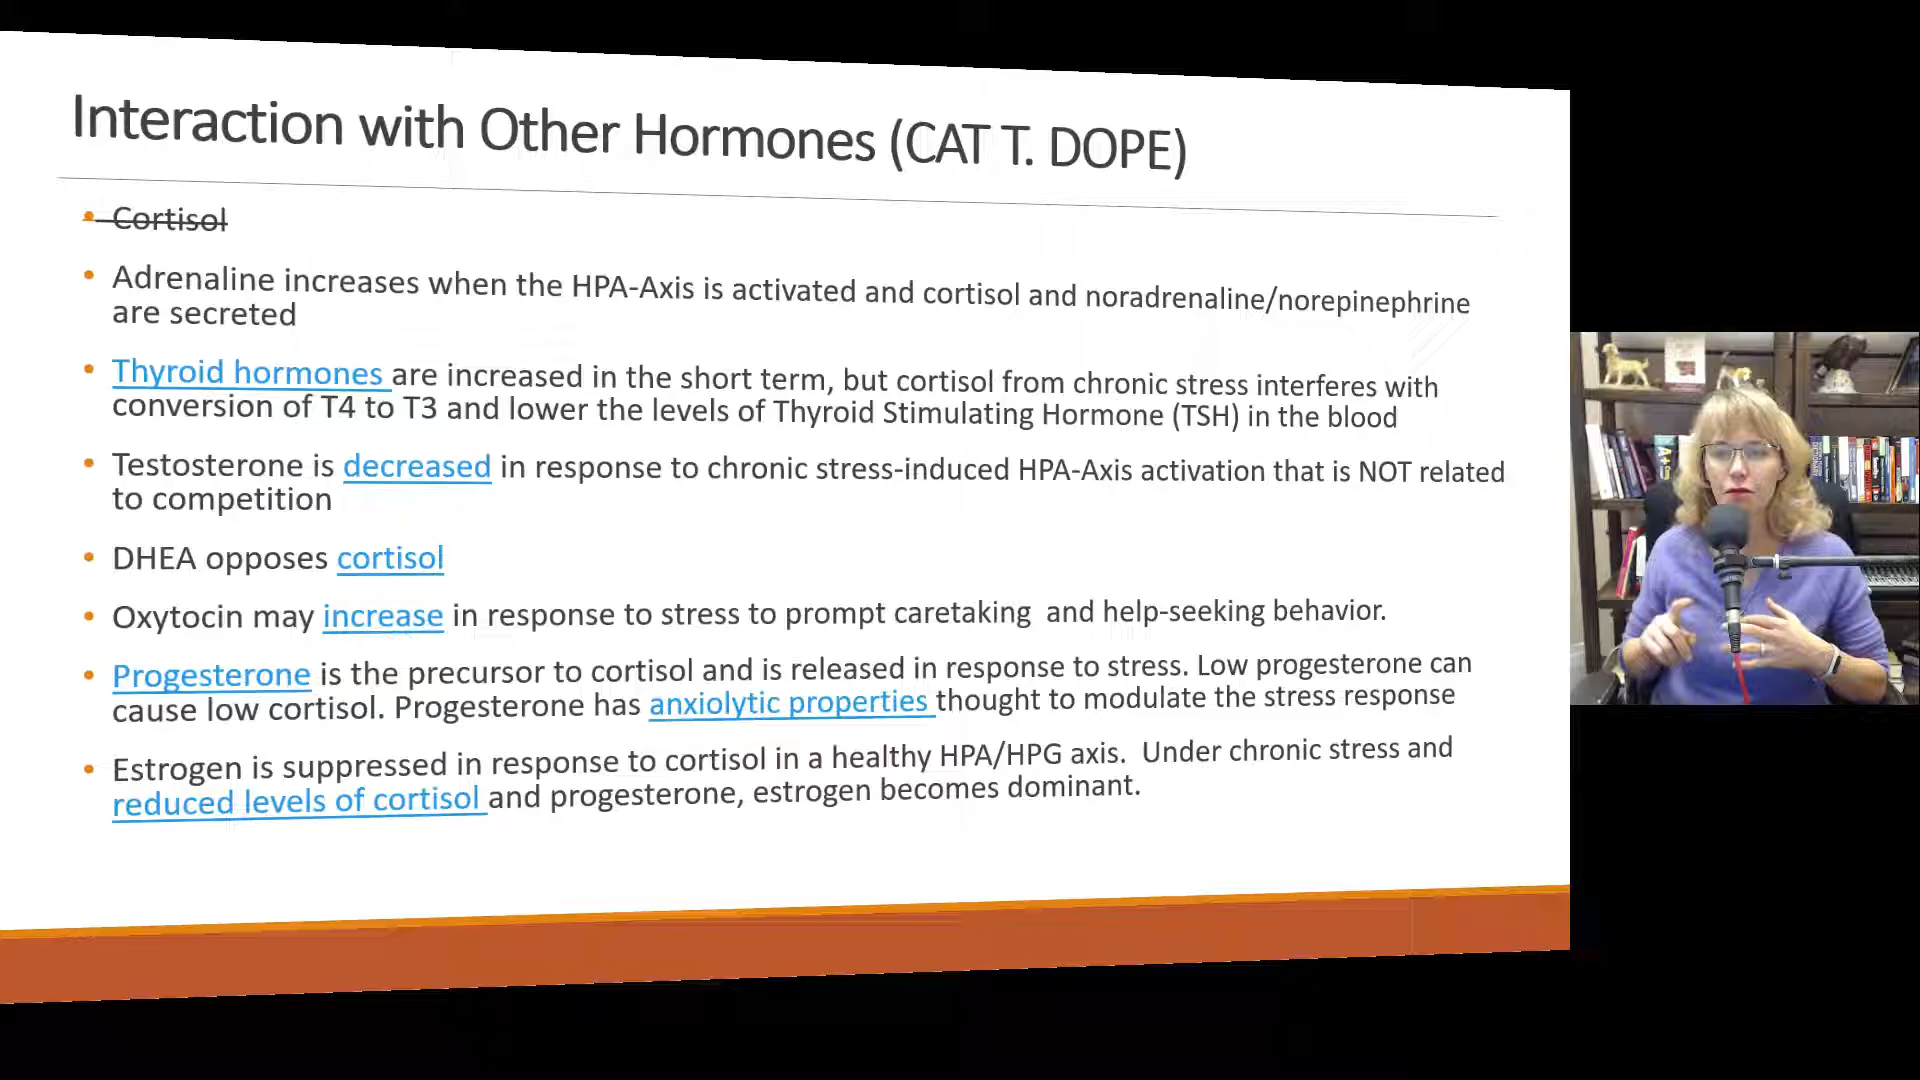 Interaction with Other Hormones (CAT T. DOPE)
• Cortisol
• Adrenaline increases when the HPA-Axis is activated and cortisol and noradrenaline/norepinephrine
are secreted
• Thyroid hormones are increased in the short term, but cortisol from chronic stress interferes with
conversion of T4 to T3 and lower the levels of Thyroid Stimulating Hormone (TSH) in the blood
• Testosterone is decreased in response to chronic stress-induced HPA-Axis activation that is NOT related
to competition
• DHEA opposes cortisol
• Oxytocin may increase in response to stress to prompt caretaking and help-seeking behavior.
• Progesterone is the precursor to cortisol and is released in response to stress. Low progesterone can
cause low cortisol. Progesterone has anxiolytic properties thought to modulate the stress response
• Estrogen is suppressed in response to cortisol in a healthy HPA/HPG axis. Under chronic stress and
reduced levels of cortisol and progesterone, estrogen becomes dominant.